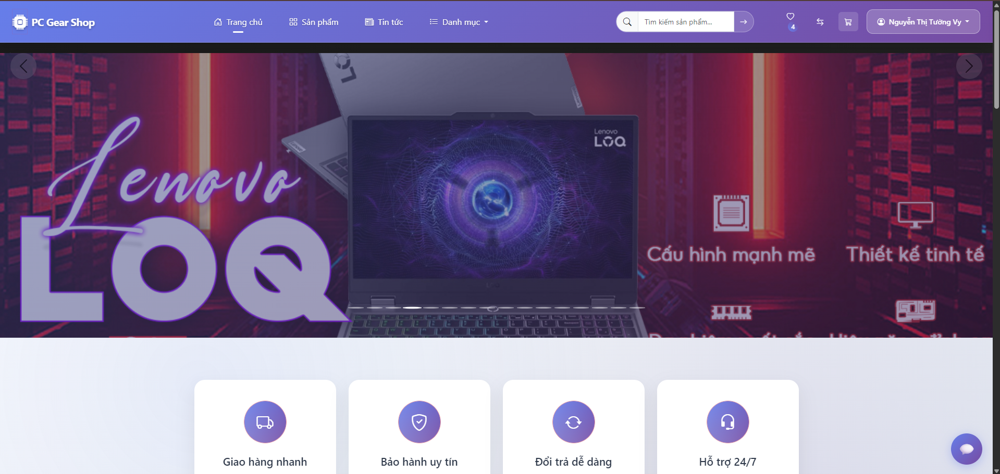 PC Gear Shop
Trang chủ
Sản phẩm
Tin tức
Danh mục
Tìm kiếm sản phẩm...
4
Nguyễn Thị Tường Vy
Lenovo
LOQ
Lenovo
LOQ
Cấu hình mạnh mẽ
Thiết kế tinh tế
Giao hàng nhanh
Bảo hành uy tín
Đổi trả dễ dàng
Hỗ trợ 24/7